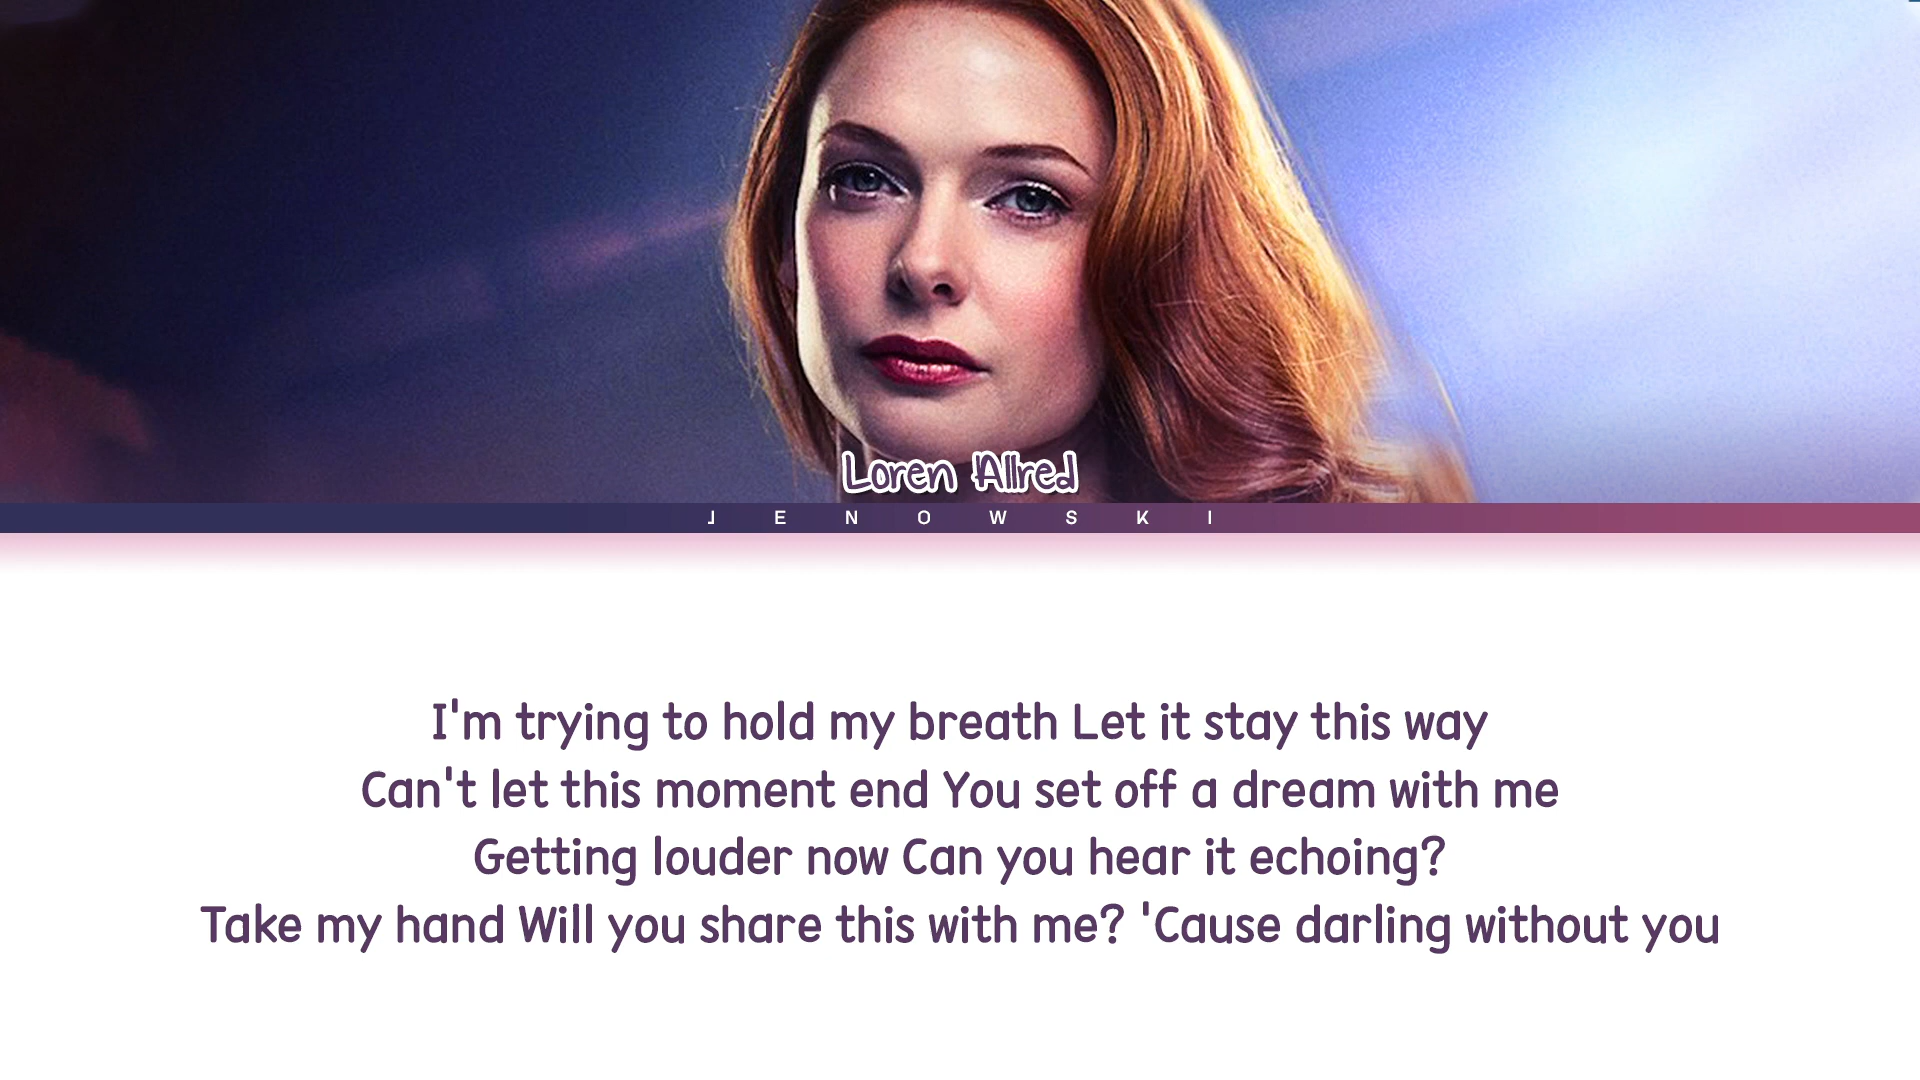 Loren Allred
JENOWSKI
I'm trying to hold my breath Let it stay this way
Can't let this moment end You set off a dream with me
Getting louder now Can you hear it echoing?
Take my hand Will you share this with me? 'Cause darling without you